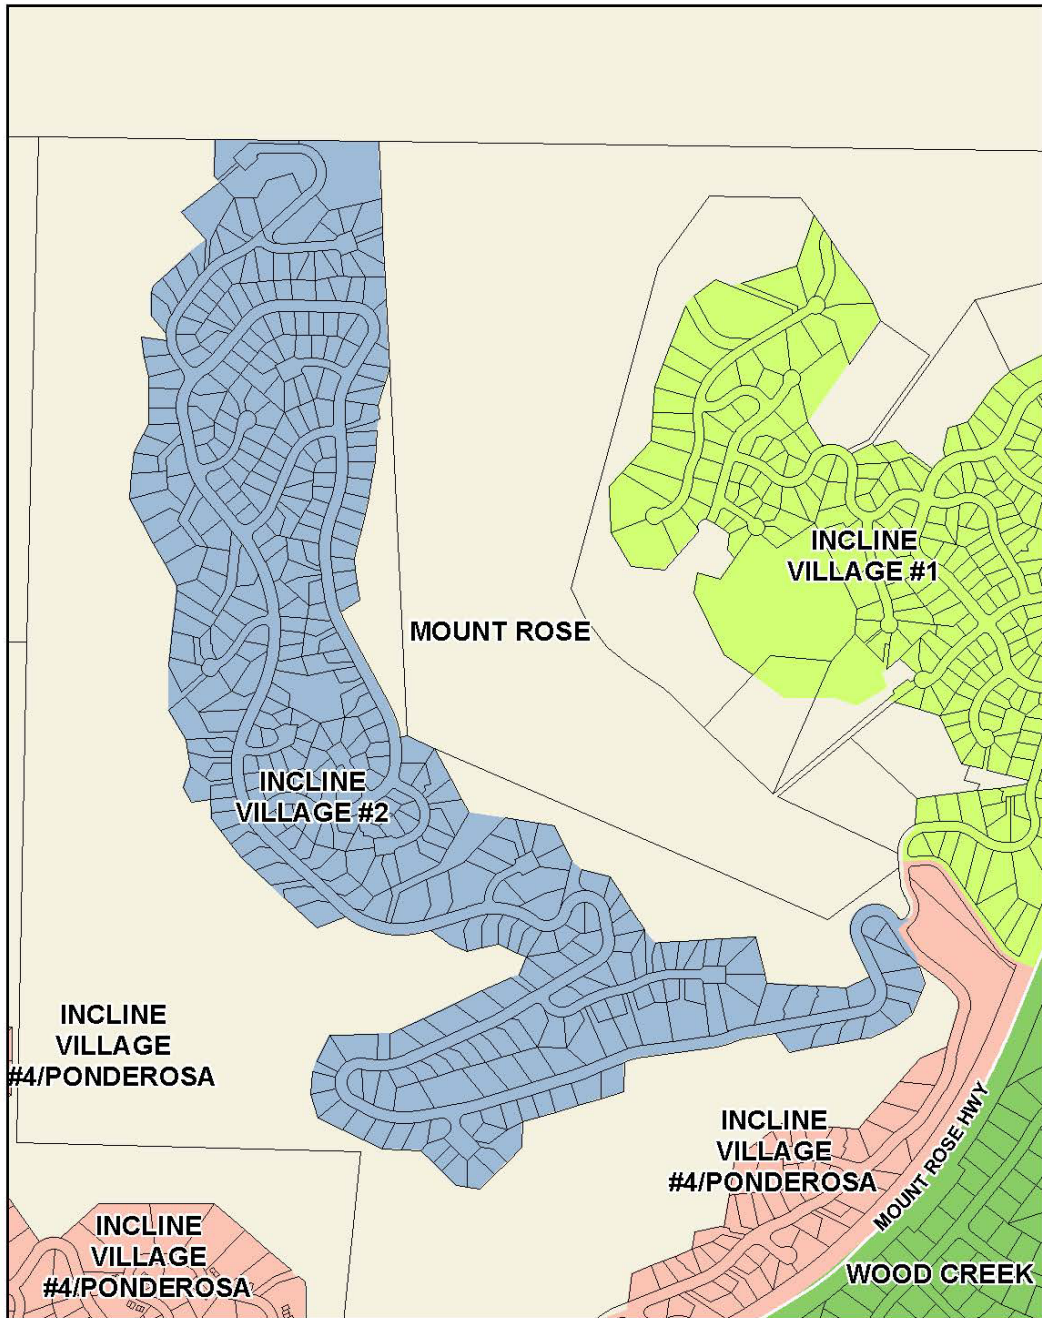 INCLINE
VILLAGE #1
MOUNT ROSE
INCLINE
VILLAGE #2
INCLINE
VILLAGE
#4/PONDEROSA
INCLINE
VILLAGE
#4/PONDEROSA
MOUNT ROSE HWY
INCLINE
VILLAGE
#4/PONDEROSA
WOOD CREEK